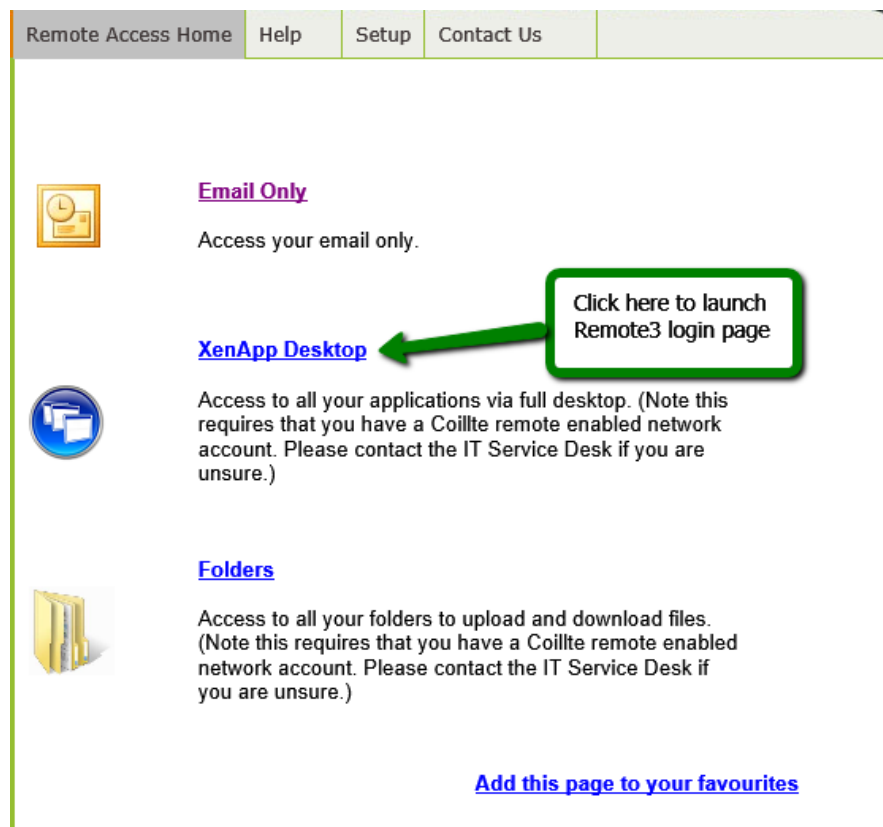 Remote Access Home Help Setup Contact Us
Email Only
Access your email only.
Click here to launch
Remote3 login page
XenApp Desktop
Access to all your applications via full desktop. (Note this
requires that you have a Coillte remote enabled network
account. Please contact the IT Service Desk if you are
unsure.)
Folders
Access to all your folders to upload and download files.
(Note this requires that you have a Coillte remote enabled
network account. Please contact the IT Service Desk if
you are unsure.)
Add this page to your favourites